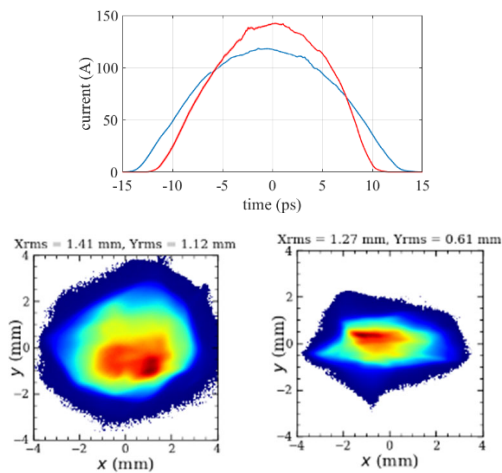 150
100
50
0
current (A)
-15 -10 -5 0 5 10 15
time (ps)
Xrms = 1.41 mm, Yrms = 1.12 mm
4
2
0
−2
−4
y (mm)
−4 −2 0 2 4
x (mm)
Xrms = 1.27 mm, Yrms = 0.61 mm
4
2
0
−2
−4
y (mm)
−4 −2 0 2 4
x (mm)